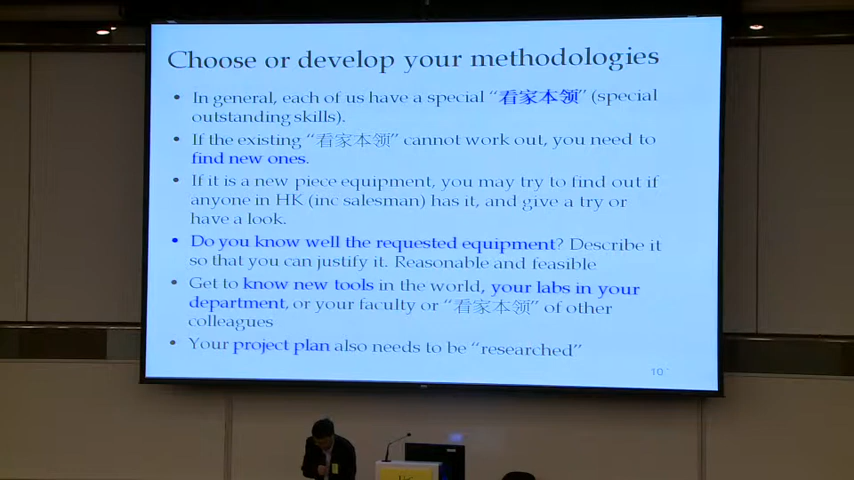 Choose or develop your methodologies
• In general, each of us have a special “看家本领” (special
outstanding skills).
• If the existing “看家本领” cannot work out, you need to
find new ones.
• If it is a new piece equipment, you may try to find out if
anyone in HK (inc salesman) has it, and give a try or
have a look.
• Do you know well the requested equipment? Describe it
so that you can justify it. Reasonable and feasible
• Get to know new tools in the world, your labs in your
department, or your faculty or “看家本领” of other
colleagues
• Your project plan also needs to be “researched”
10